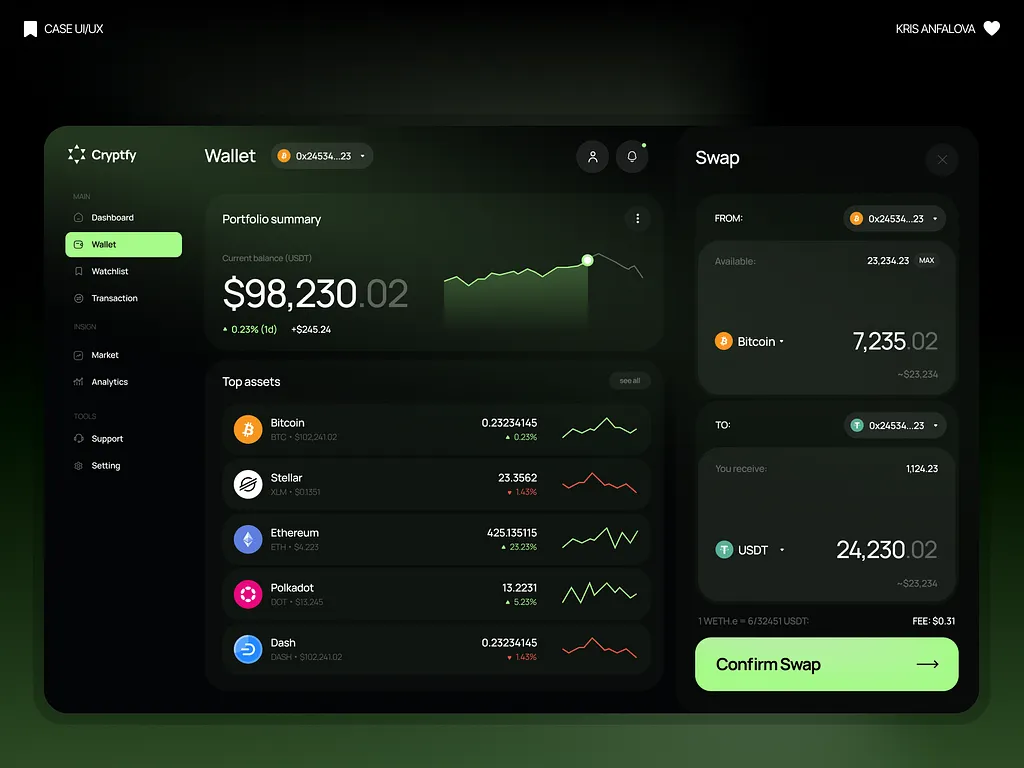 CASE UI/UX
KRIS ANFALOVA
Cryptfy
MAIN
Dashboard
Wallet
Watchlist
Transaction
INSIGN
Market
Analytics
TOOLS
Support
Setting
Wallet
0x24534...23
Portfolio summary
Current balance (USDT)
$98,230.02
0.23% (1d) +$245.24
Top assets
see all
Bitcoin
BTC • $102,241.02
0.23234145
0.23%
Stellar
XLM • $0.1351
23.3562
1.43%
Ethereum
ETH • $4.223
425.135115
23.23%
Polkadot
DOT • $13,245
13.2231
5.23%
Dash
DASH • $102,241.02
0.23234145
1.43%
Swap
FROM:
0x24534...23
Available:
23,234.23 MAX
Bitcoin
7,235.02
~$23,234
TO:
0x24534...23
You receive:
1,124.23
USDT
24,230.02
~$23,234
1 WETH.e = 6/32451 USDT:
FEE: $0.31
Confirm Swap